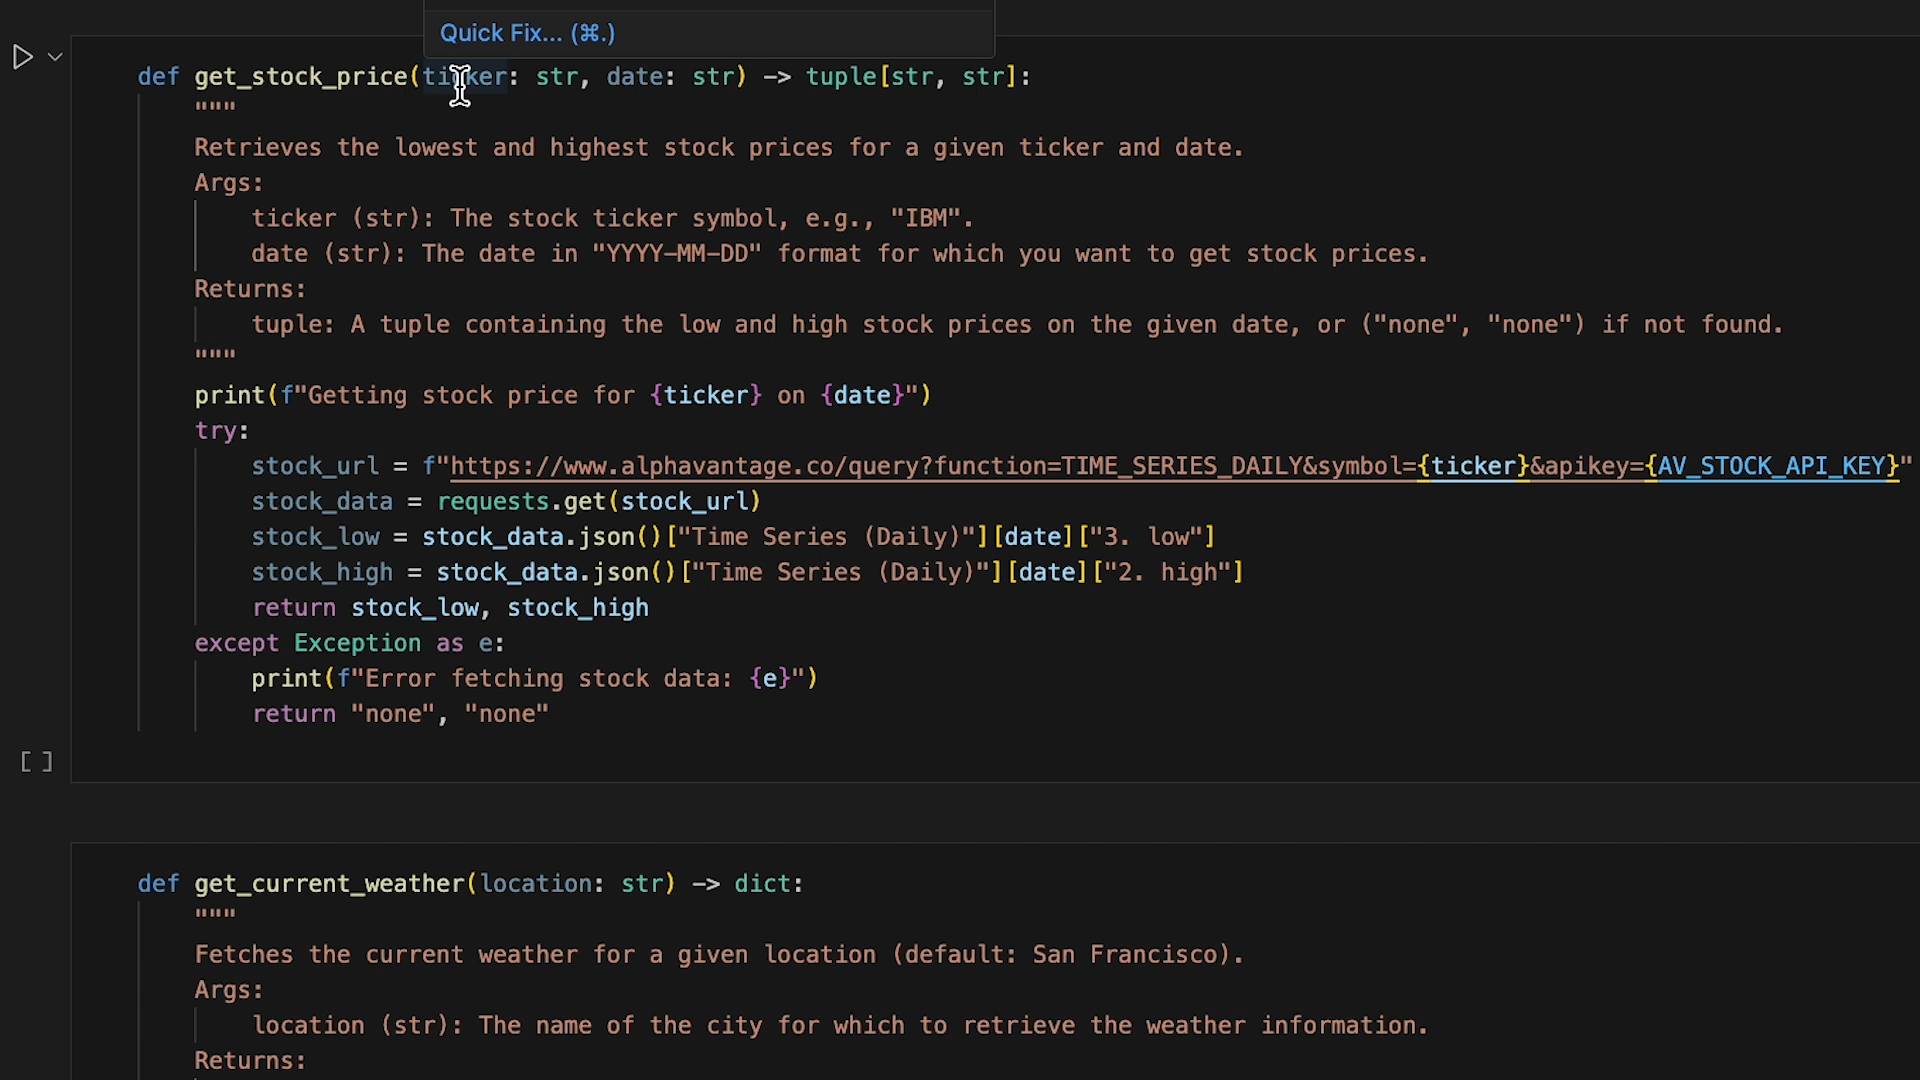 Quick Fix... (⌘.)
def get_stock_price(ticker: str, date: str) -> tuple[str, str]:
"""
Retrieves the lowest and highest stock prices for a given ticker and date.
Args:
ticker (str): The stock ticker symbol, e.g., "IBM".
date (str): The date in "YYYY-MM-DD" format for which you want to get stock prices.
Returns:
tuple: A tuple containing the low and high stock prices on the given date, or ("none", "none") if not found.
"""
print(f"Getting stock price for {ticker} on {date}")
try:
stock_url = f"https://www.alphavantage.co/query?function=TIME_SERIES_DAILY&symbol={ticker}&apikey={AV_STOCK_API_KEY}"
stock_data = requests.get(stock_url)
stock_low = stock_data.json()["Time Series (Daily)"][date]["3. low"]
stock_high = stock_data.json()["Time Series (Daily)"][date]["2. high"]
return stock_low, stock_high
except Exception as e:
print(f"Error fetching stock data: {e}")
return "none", "none"
[ ]
def get_current_weather(location: str) -> dict:
"""
Fetches the current weather for a given location (default: San Francisco).
Args:
location (str): The name of the city for which to retrieve the weather information.
Returns: